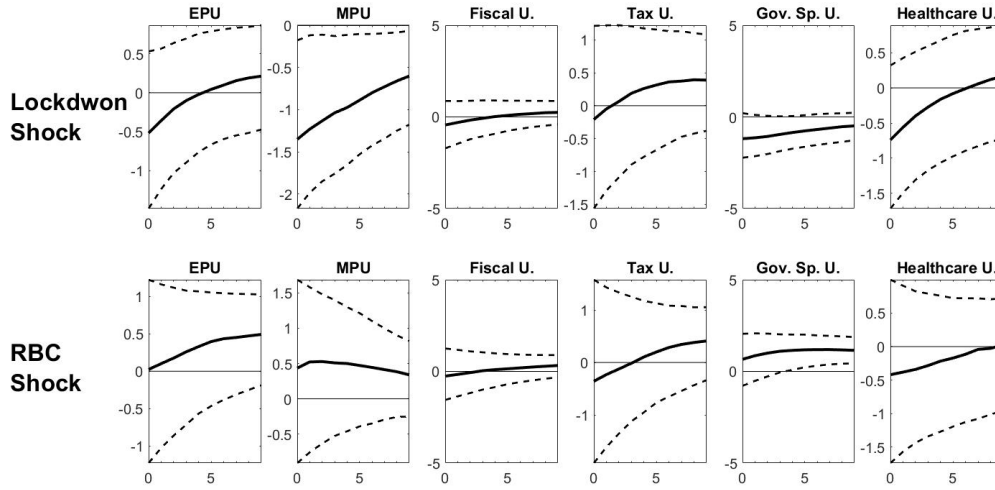 EPU MPU Fiscal U. Tax U. Gov. Sp. U. Healthcare U.
Lockdwon
Shock
0.5 0 -0.5 -1
0 -0.5 -1 -1.5 -2
5 0 -5
1 0.5 0 -0.5 -1 -1.5
5 0 -5
0.5 0 -0.5 -1 -1.5
0 5 0 5 0 5 0 5 0 5 0 5
EPU MPU Fiscal U. Tax U. Gov. Sp. U. Healthcare U.
RBC
Shock
1 0.5 0 -0.5 -1
1.5 1 0.5 0 -0.5
5 0 -5
1 0 -1
5 0 -5
0.5 0 -0.5 -1 -1.5
0 5 0 5 0 5 0 5 0 5 0 5